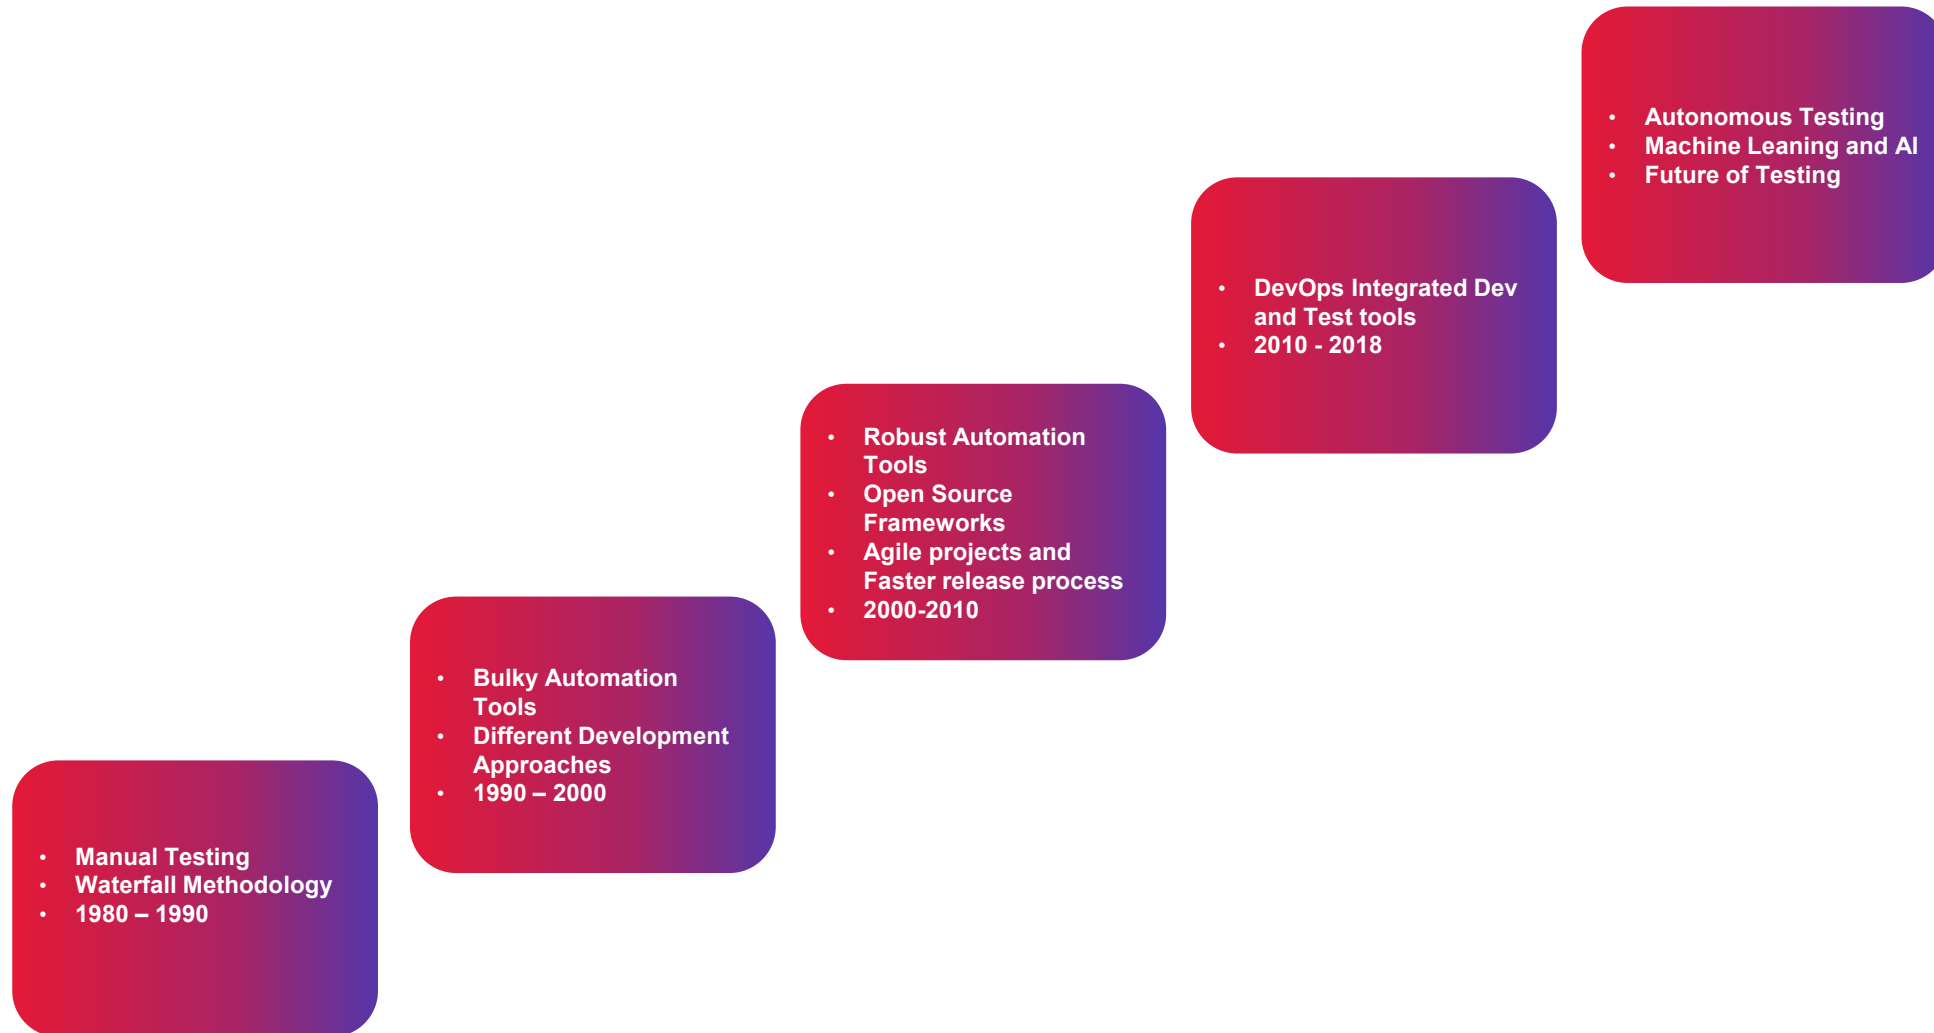 • Manual Testing
• Waterfall Methodology
• 1980 – 1990
• Bulky Automation
Tools
• Different Development
Approaches
• 1990 – 2000
• Robust Automation
Tools
• Open Source
Frameworks
• Agile projects and
Faster release process
• 2000-2010
• DevOps Integrated Dev
and Test tools
• 2010 - 2018
• Autonomous Testing
• Machine Leaning and AI
• Future of Testing